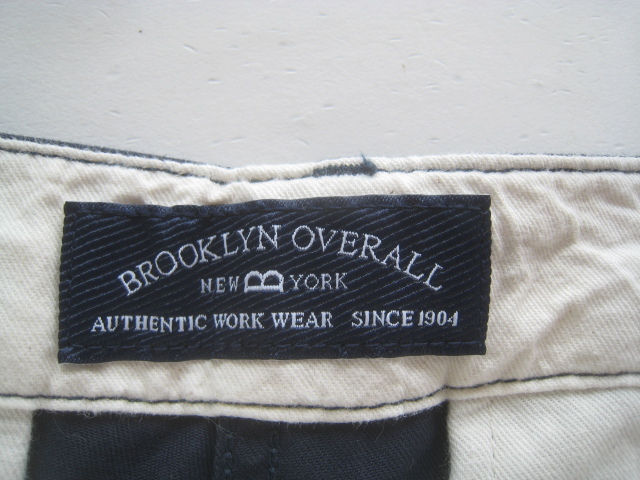 BROOKLYN OVERALL
NEW B YORK
AUTHENTIC WORK WEAR SINCE 1904